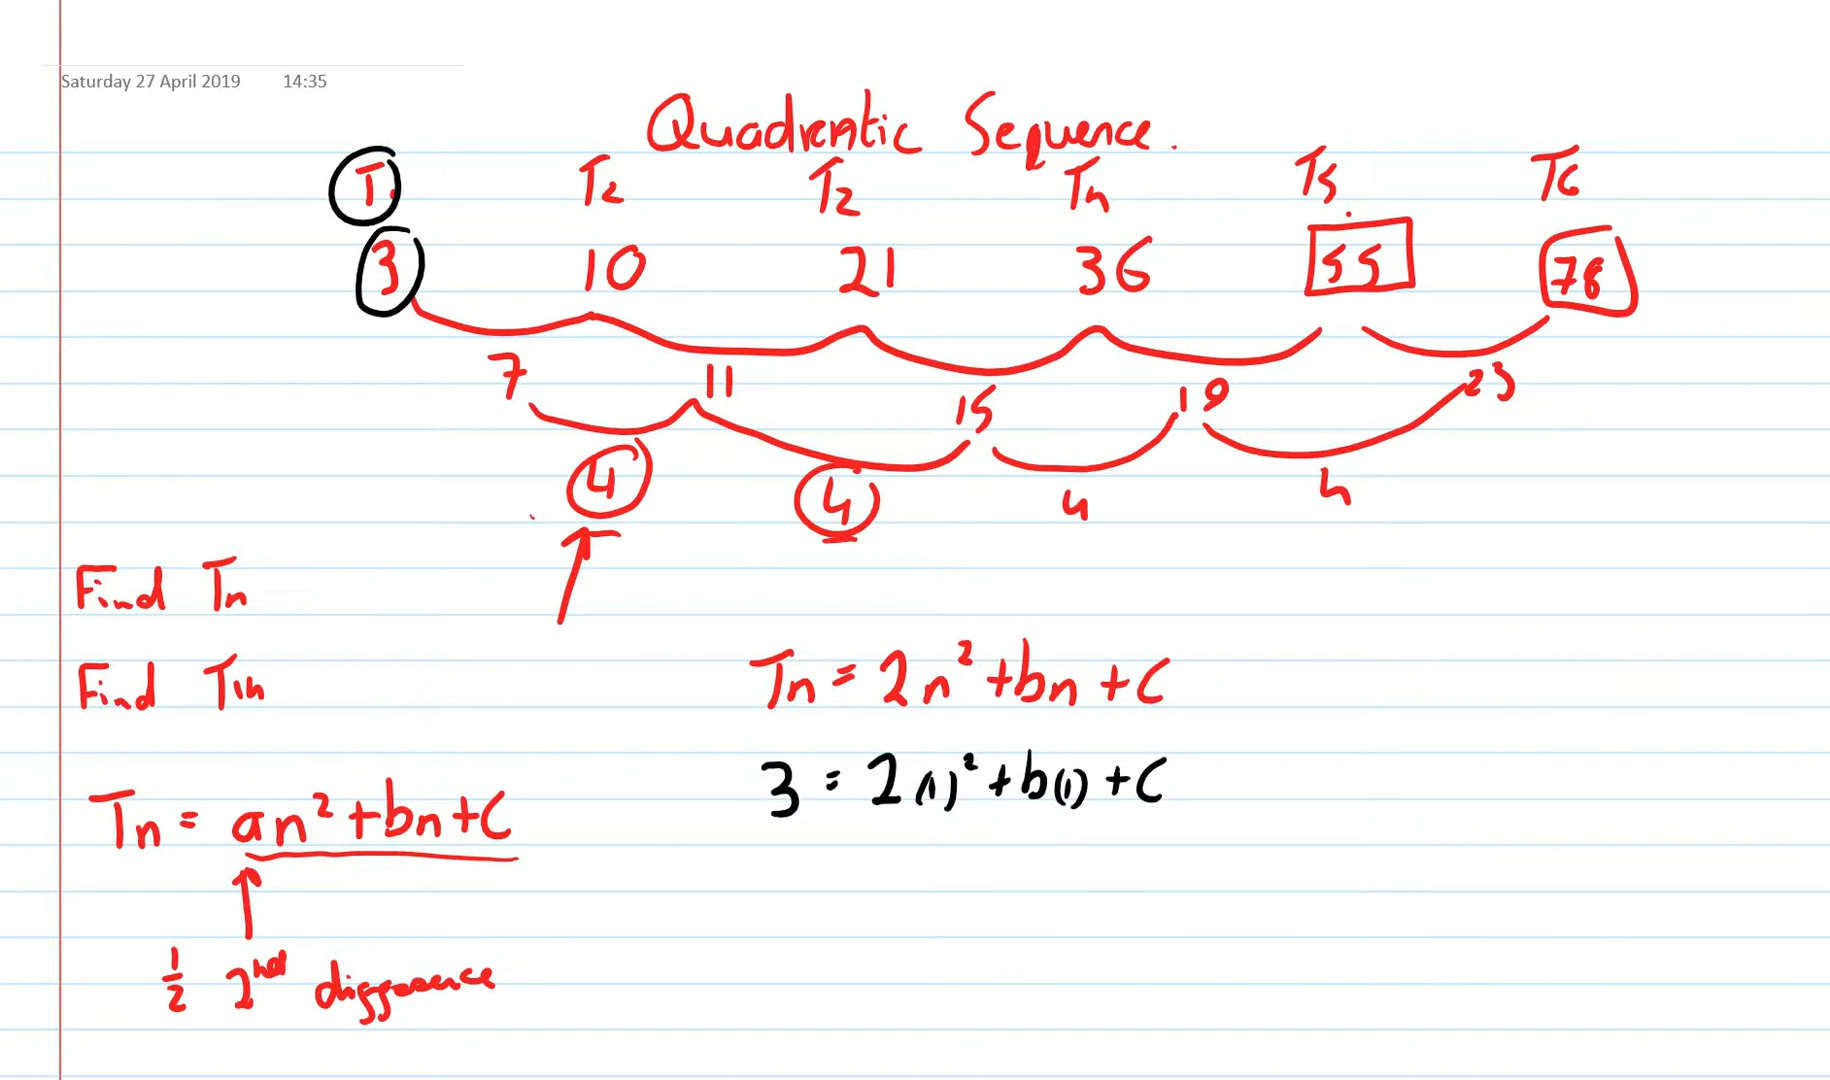 Saturday 27 April 2019 14:35
Quadratic Sequence.
T1 T2 T2 Tn T5 T6
3 10 21 36 55 78
7 11 15 19 23
4 4 4 4
Find Tn
Find T
Tn = 2n²+bn+c
3 = 2(1)²+b(1)+c
Tn = an²+bn+c
1/2 2nd difference